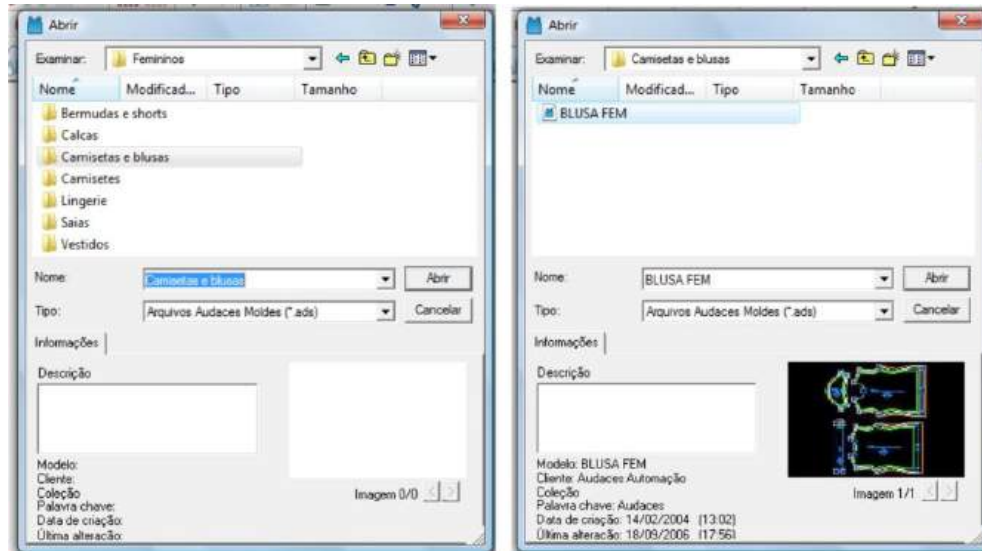 Abrir
Examinar: Femininos
Nome Modificad... Tipo Tamanho
Bermudas e shorts
Calcas
Camisetas e blusas
Camisetes
Lingerie
Saias
Vestidos
Nome: Camisetas e blusas Abrir
Tipo: Arquivos Audaces Moldes (*.ads) Cancelar
Informações
Descrição
Modelo:
Cliente:
Coleção
Palavra chave:
Data de criação:
Última alteração:
Imagem 0/0
Abrir
Examinar: Camisetas e blusas
Nome Modificad... Tipo Tamanho
BLUSA FEM
Nome: BLUSA FEM Abrir
Tipo: Arquivos Audaces Moldes (*.ads) Cancelar
Informações
Descrição
Modelo: BLUSA FEM
Cliente: Audaces Automação
Coleção
Palavra chave: Audaces
Data de criação: 14/02/2004 (13:02)
Última alteração: 18/09/2006 (17:56)
Imagem 1/1